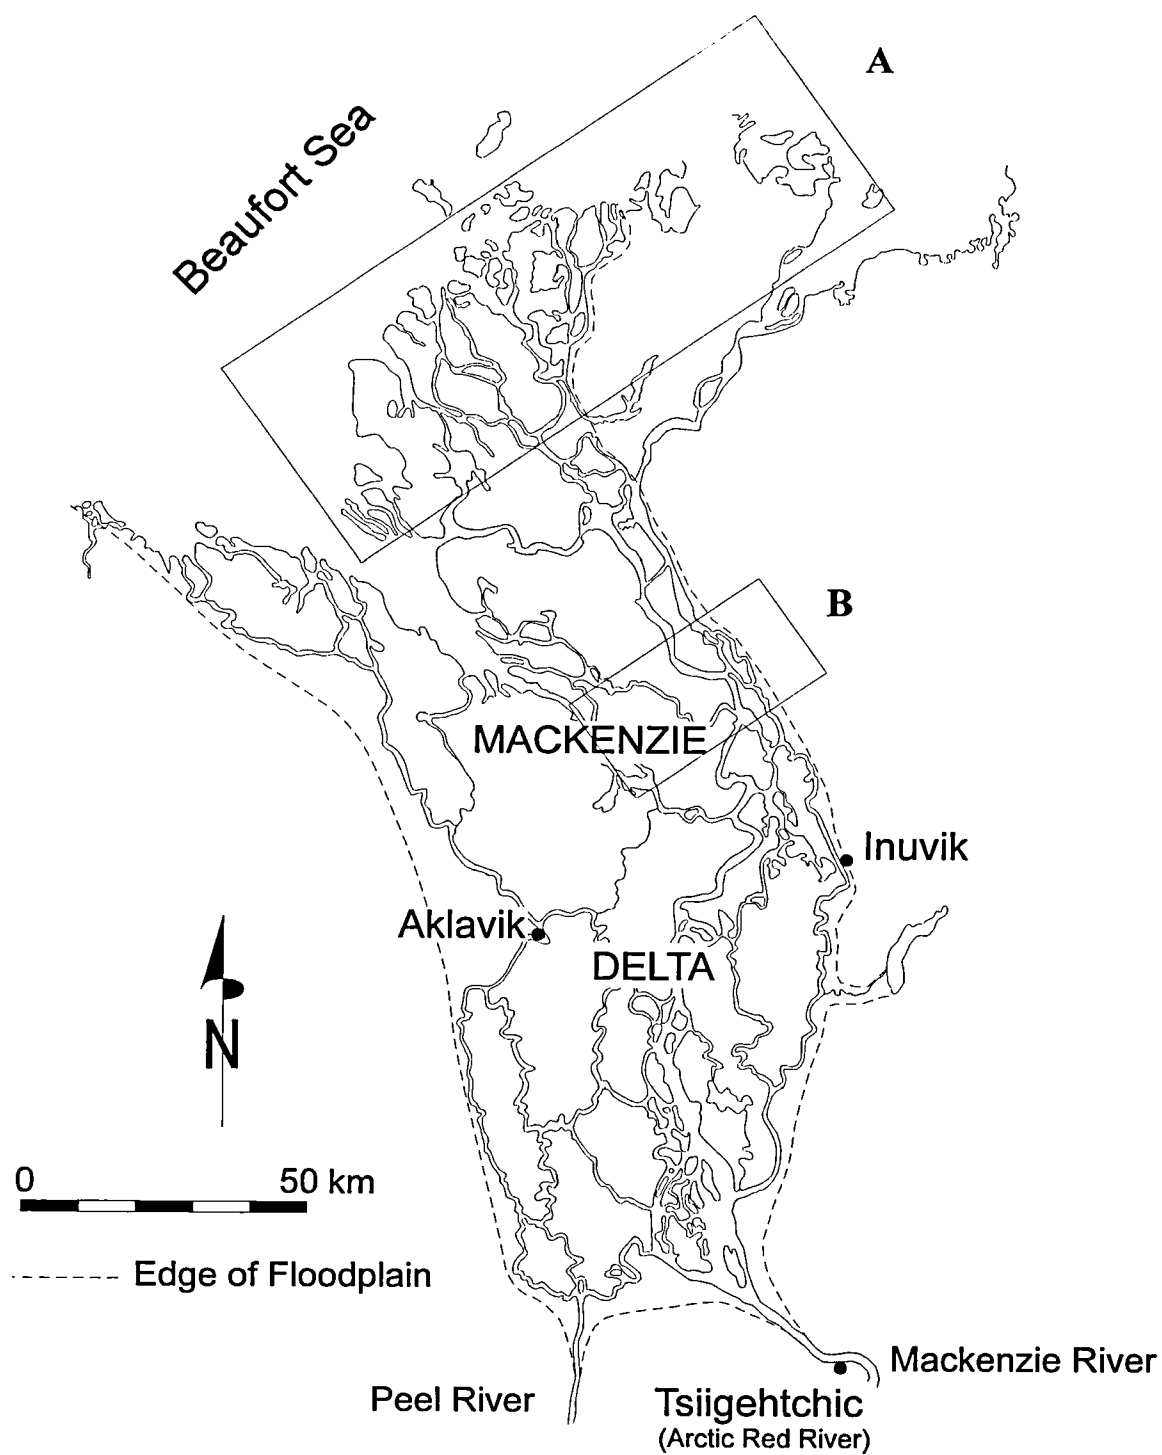 A
Beaufort Sea
B
MACKENZIE
Inuvik
Aklavik
DELTA
N
0 50 km
Edge of Floodplain
Mackenzie River
Peel River
Tsiigehtchic
(Arctic Red River)